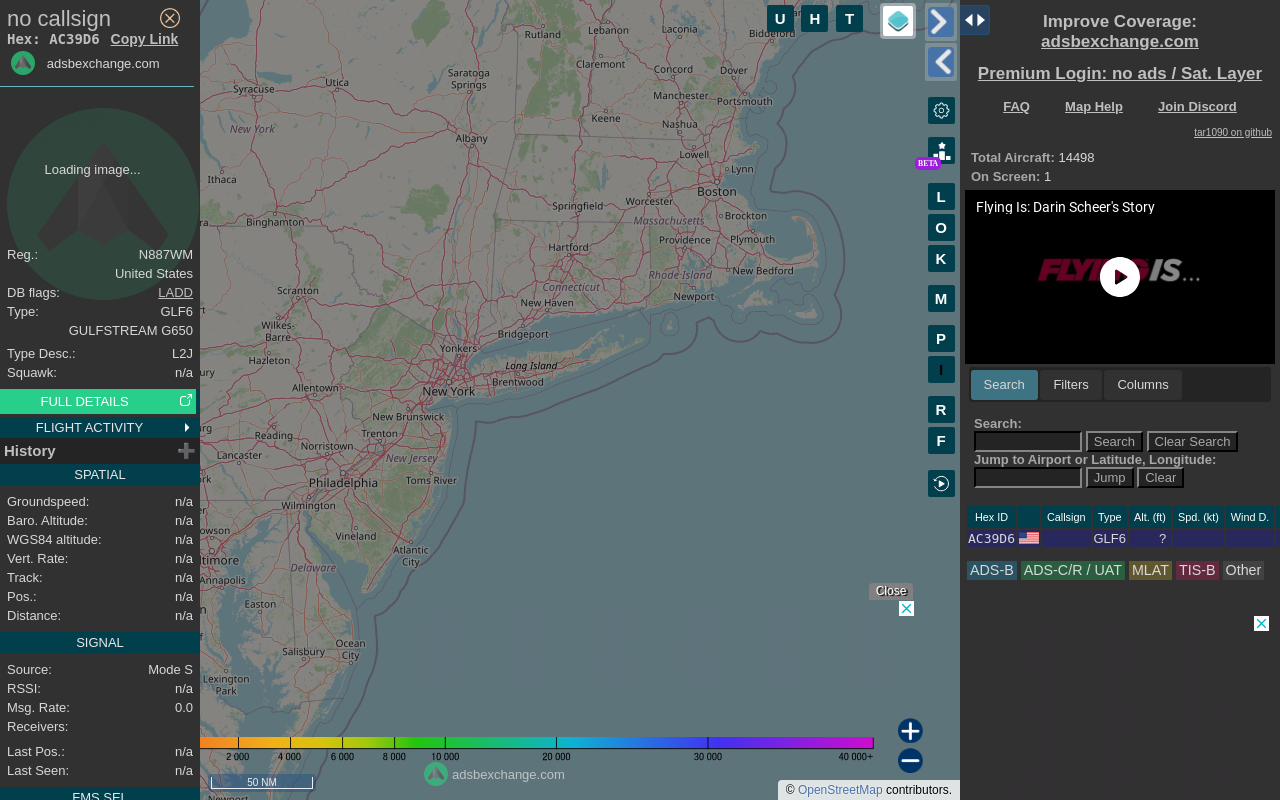 no callsign
Hex: AC39D6 Copy Link
adsbexchange.com
Loading image...
Reg.: N887WM
United States
DB flags: LADD
Type: GLF6
GULFSTREAM G650
Type Desc.: L2J
Squawk: n/a
FULL DETAILS
FLIGHT ACTIVITY
History
SPATIAL
Groundspeed: n/a
Baro. Altitude: n/a
WGS84 altitude: n/a
Vert. Rate: n/a
Track: n/a
Pos.: n/a
Distance: n/a
SIGNAL
Source: Mode S
RSSI: n/a
Msg. Rate: 0.0
Receivers:
Last Pos.: n/a
Last Seen: n/a
FMS SEL
U H T
L
O
K
M
P
I
R
F
BETA
Rutland
Lebanon
Laconia
Biddeford
Claremont
Saratoga
Springs
Concord
Dover
Utica
Syracuse
Manchester
Portsmouth
Keene
Nashua
New York
Albany
Lowell
Lynn
Ithaca
Boston
Worcester
Springfield
Massachusetts
Brockton
Binghamton
Hartford
Providence
Plymouth
New Bedford
Rhode Island
Connecticut
Scranton
New Haven
Newport
Wilkes-
Barre
Bridgeport
Yonkers
Hazleton
Long Island
Brentwood
Allentown
New York
New Brunswick
Reading
Trenton
Norristown
Lancaster
New Jersey
Toms River
Philadelphia
Wilmington
Vineland
Atlantic
City
Delaware
Annapolis
Easton
Ocean
City
Salisbury
Lexington
Park
Close
2 000 4 000 6 000 8 000 10 000 20 000 30 000 40 000+
adsbexchange.com
50 NM
© OpenStreetMap contributors.
Improve Coverage:
adsbexchange.com
Premium Login: no ads / Sat. Layer
FAQ Map Help Join Discord
tar1090 on github
Total Aircraft: 14498
On Screen: 1
Flying Is: Darin Scheer's Story
FLYING IS...
Search Filters Columns
Search:
Search Clear Search
Jump to Airport or Latitude, Longitude:
Jump Clear
Hex ID Callsign Type Alt. (ft) Spd. (kt) Wind D.
AC39D6 GLF6 ?
ADS-B ADS-C/R / UAT MLAT TIS-B Other